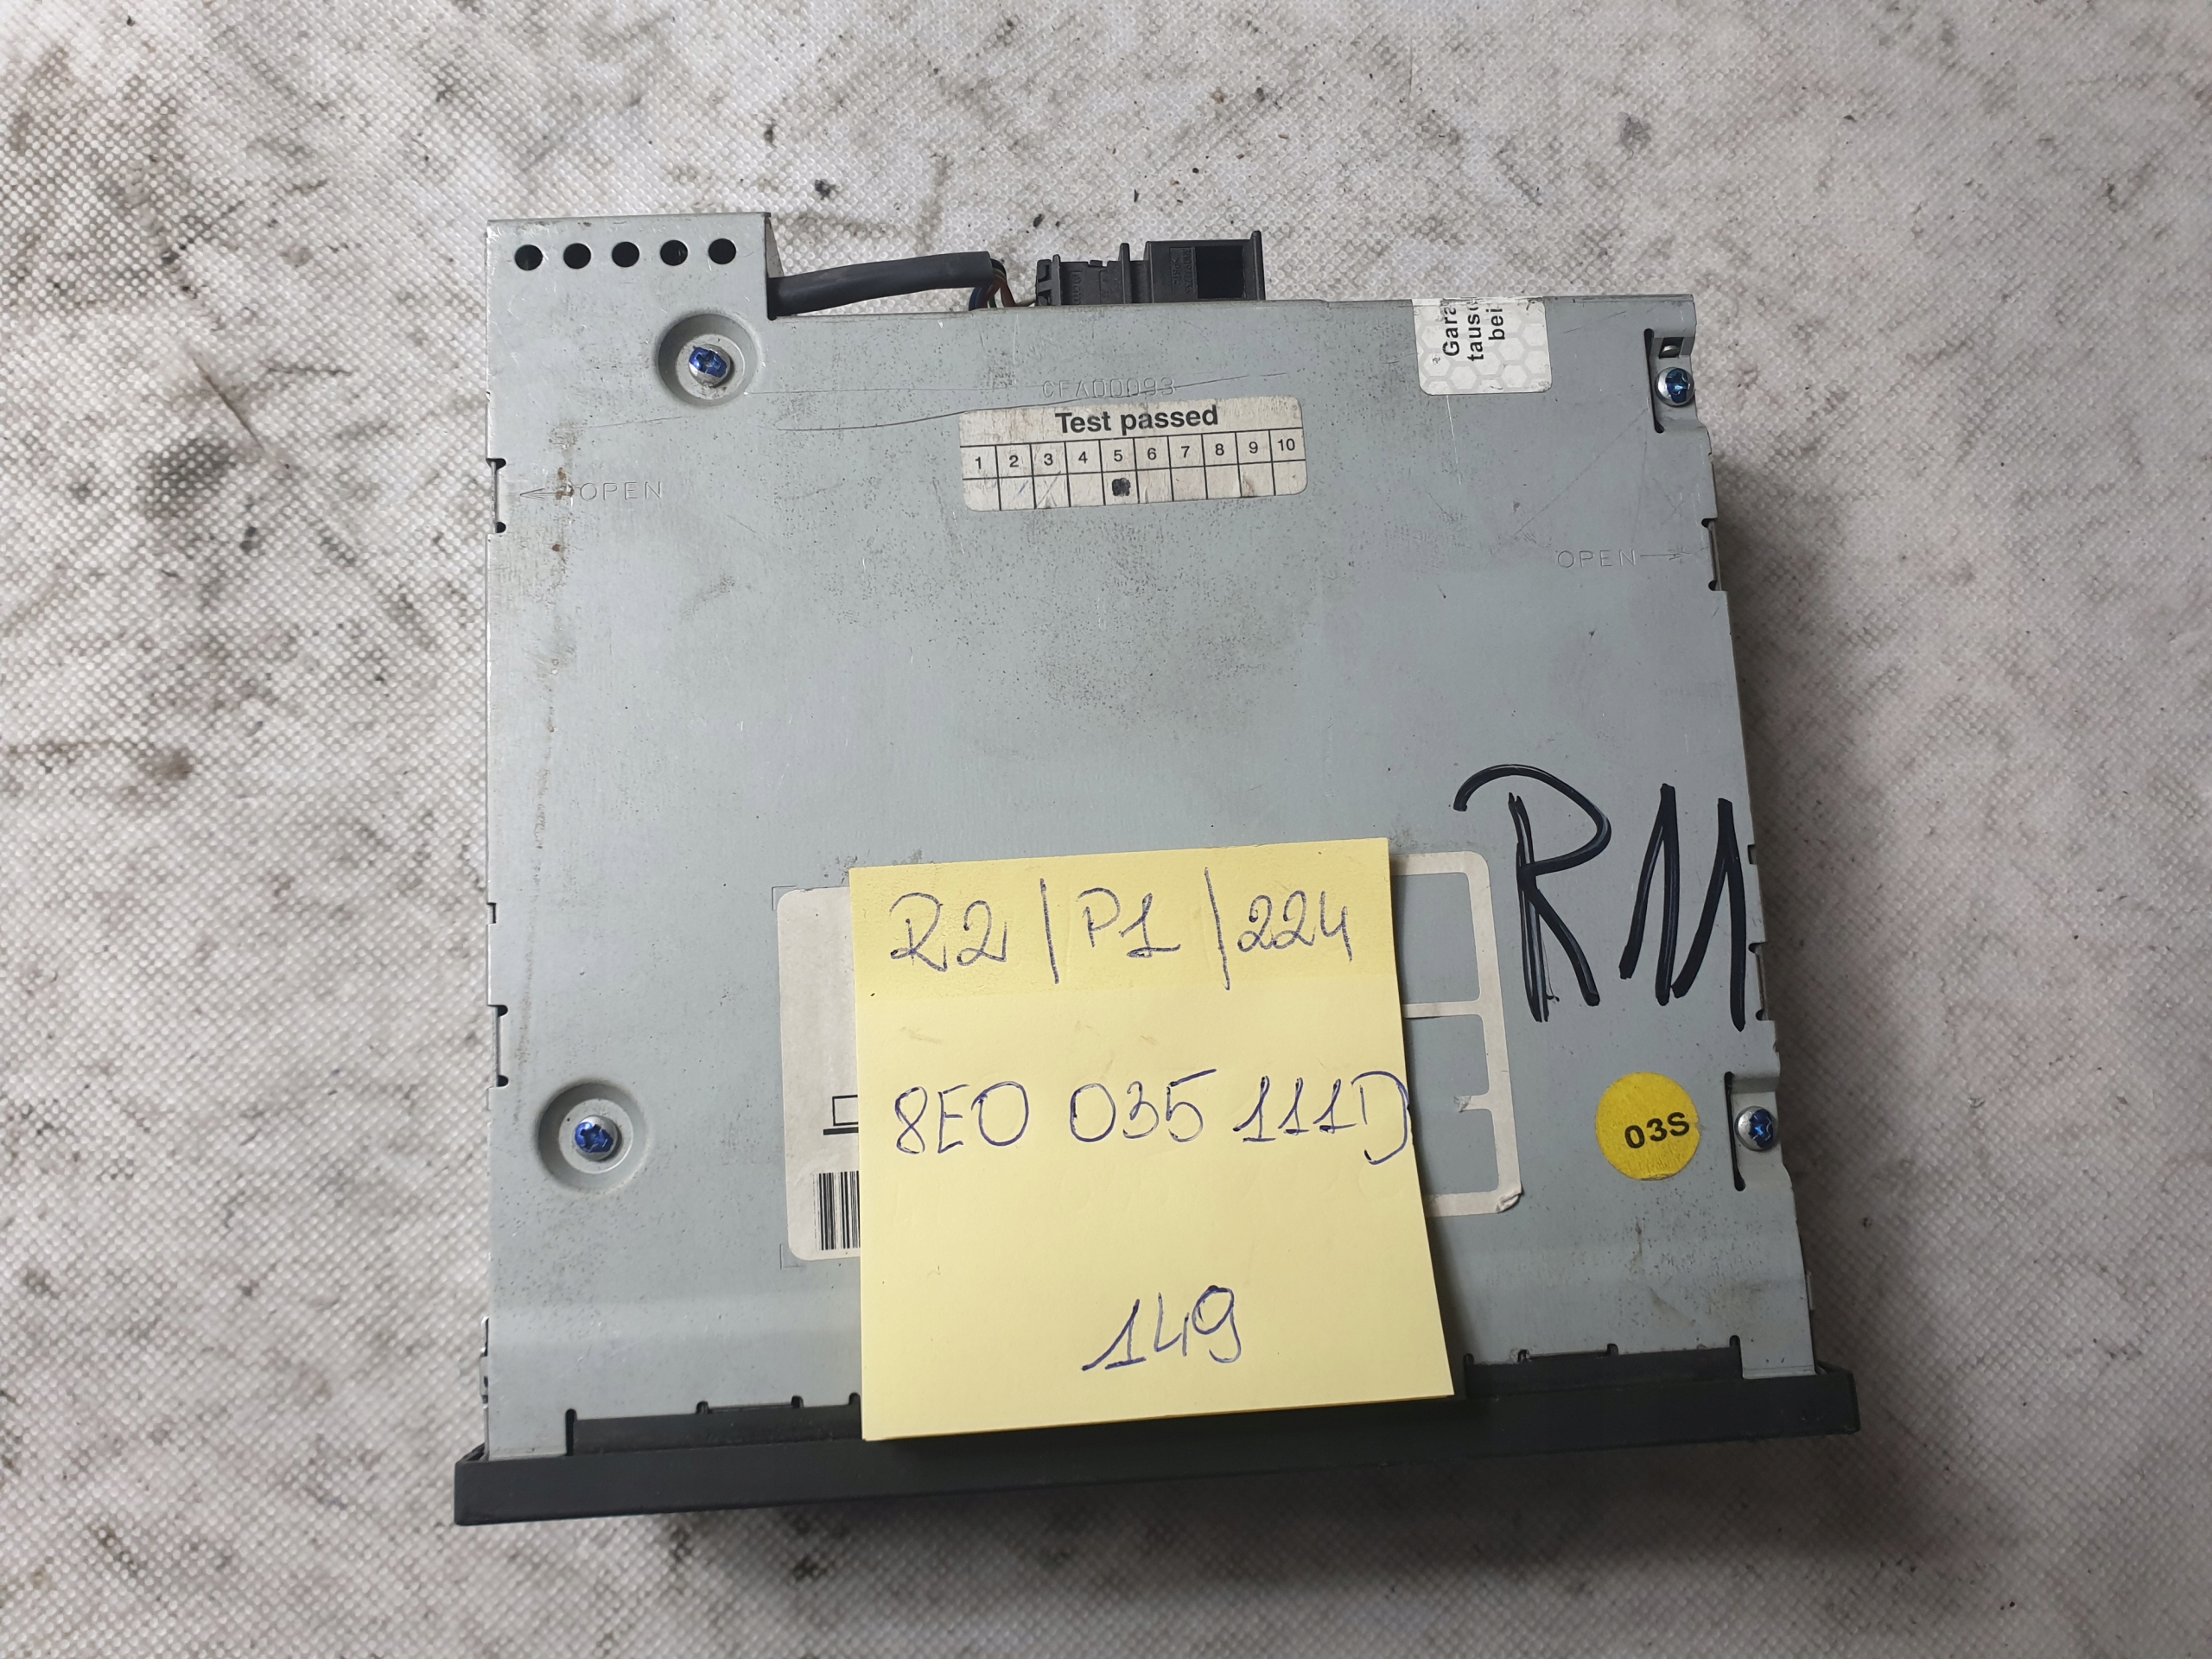 Gara
tausc
bei
CFA00093
Test passed
1 2 3 4 5 6 7 8 9 10
OPEN
OPEN
R11
R2 | P1 | 224
8E0 035 111D
03S
149